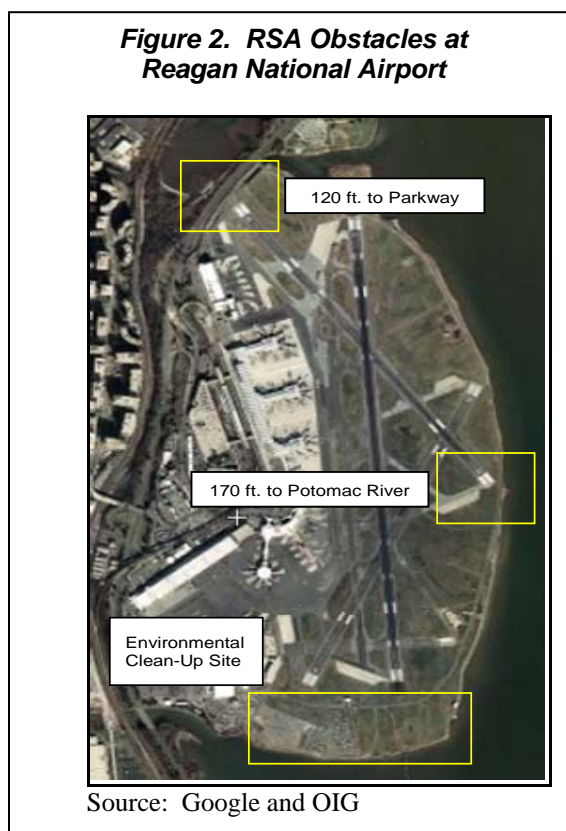 Figure 2. RSA Obstacles at
Reagan National Airport
120 ft. to Parkway
170 ft. to Potomac River
Environmental
Clean-Up Site
Source: Google and OIG